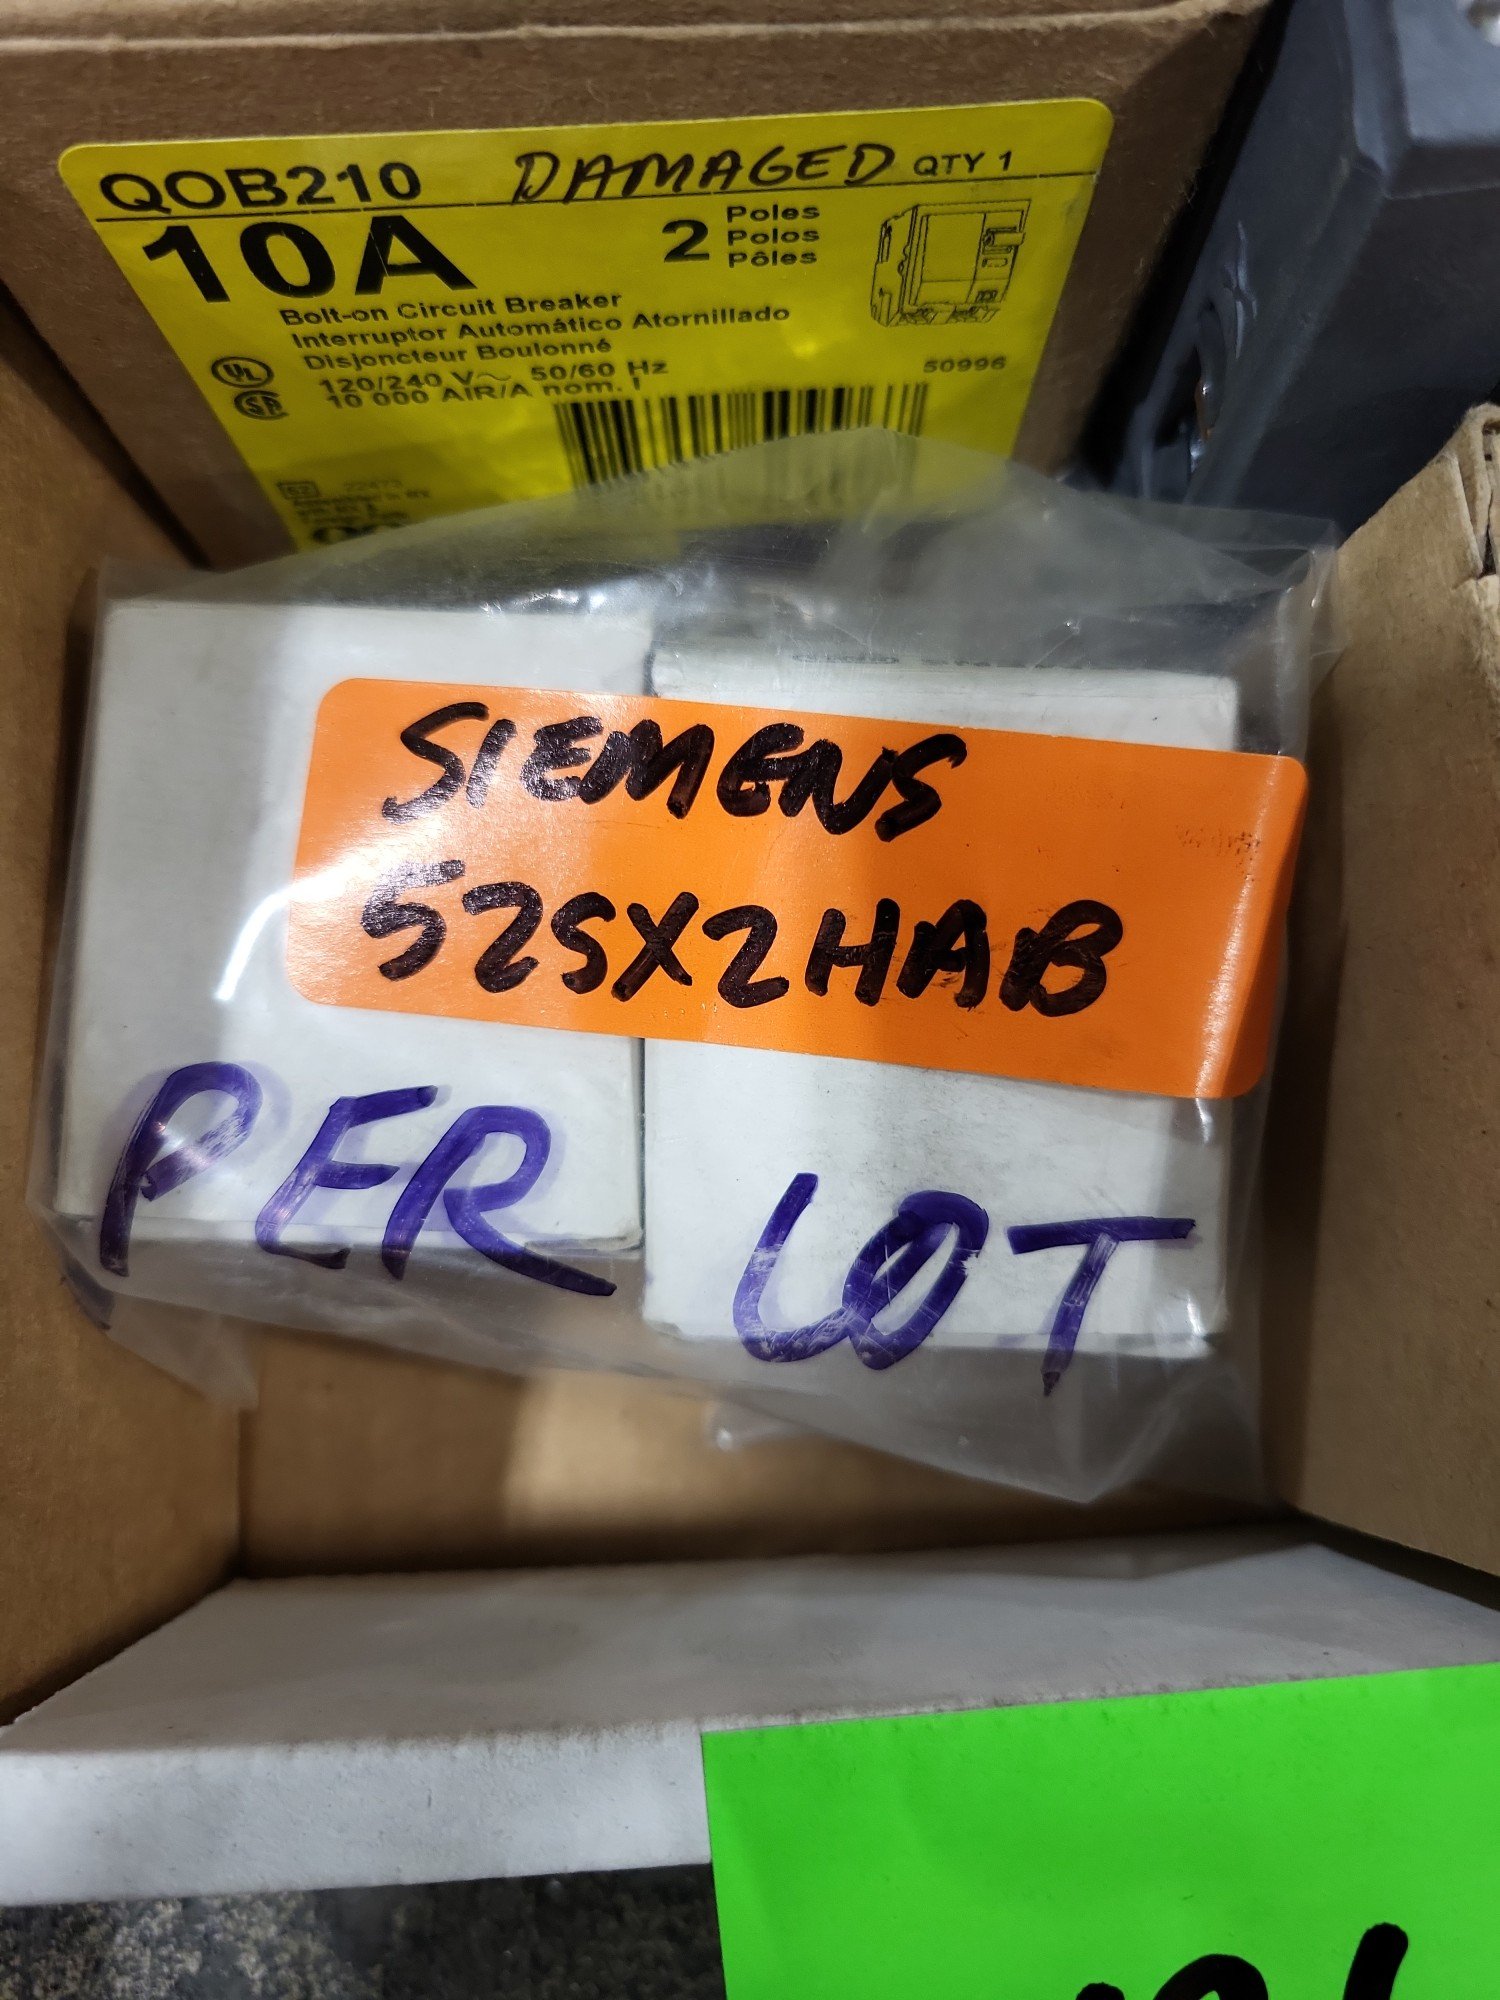 QOB210 DAMAGED QTY 1
10A 2 Poles
Polos
Pôles
Bolt-on Circuit Breaker
Interruptor Automático Atornillado
Disjoncteur Boulonné
120/240 V~ 50/60 Hz
10 000 AIR/A nom. I
50996
SIEMENS
52SX2HAB
PER LOT